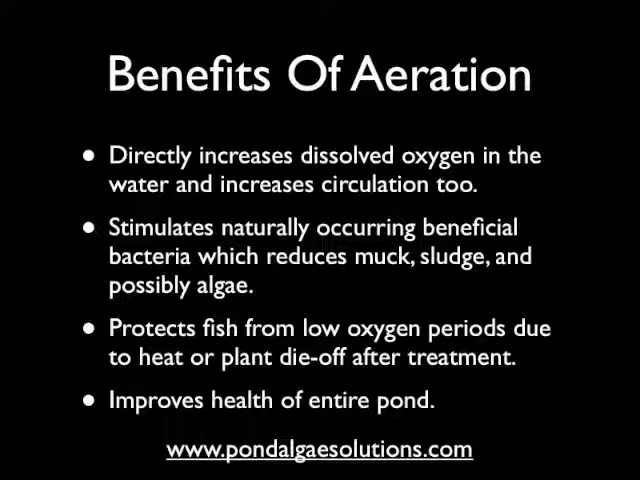 Benefits Of Aeration
• Directly increases dissolved oxygen in the
water and increases circulation too.
• Stimulates naturally occurring beneficial
bacteria which reduces muck, sludge, and
possibly algae.
• Protects fish from low oxygen periods due
to heat or plant die-off after treatment.
• Improves health of entire pond.
www.pondalgaesolutions.com